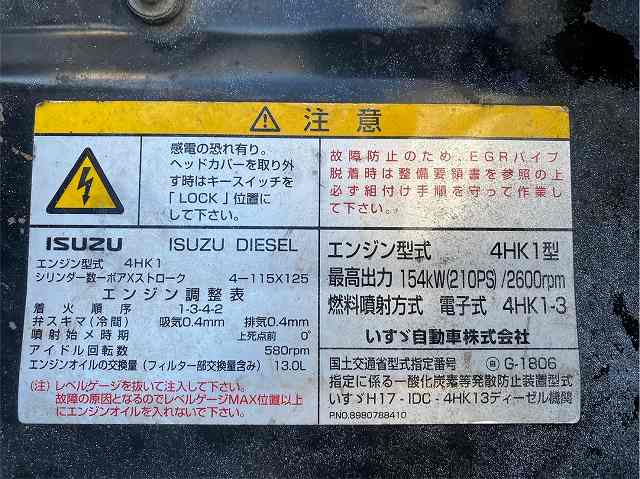 ⚠ 注意
感電の恐れ有り。
ヘッドカバーを取り外
す時はキースイッチを
「LOCK」位置に
して下さい。
故障防止のため、EGRパイプ
脱着時は整備要領書を参照の上
必ず組付け手順を守って作業し
て下さい。
ISUZU ISUZU DIESEL
エンジン型式 4HK1
シリンダー数ーボアXストローク 4-115X125
エンジン調整表
着火順序 1-3-4-2
弁スキマ(冷間) 吸気0.4mm 排気0.4mm
噴射始メ時期 上死点前 0°
アイドル回転数 580rpm
エンジンオイルの交換量(フィルター部交換量含み) 13.0L
(注)レベルゲージを抜いて注入して下さい。
故障の原因となるのでレベルゲージMAX位置以上
にエンジンオイルを入れないで下さい。
エンジン型式 4HK1型
最高出力 154kW(210PS)/2600rpm
燃料噴射方式 電子式 4HK1-3
いすゞ自動車株式会社
国土交通省型式指定番号 G-1806
指定に係る一酸化炭素等発散防止装置型式
いすゞH17-IDC-4HK13ディーゼル機関
P.NO.8980788410